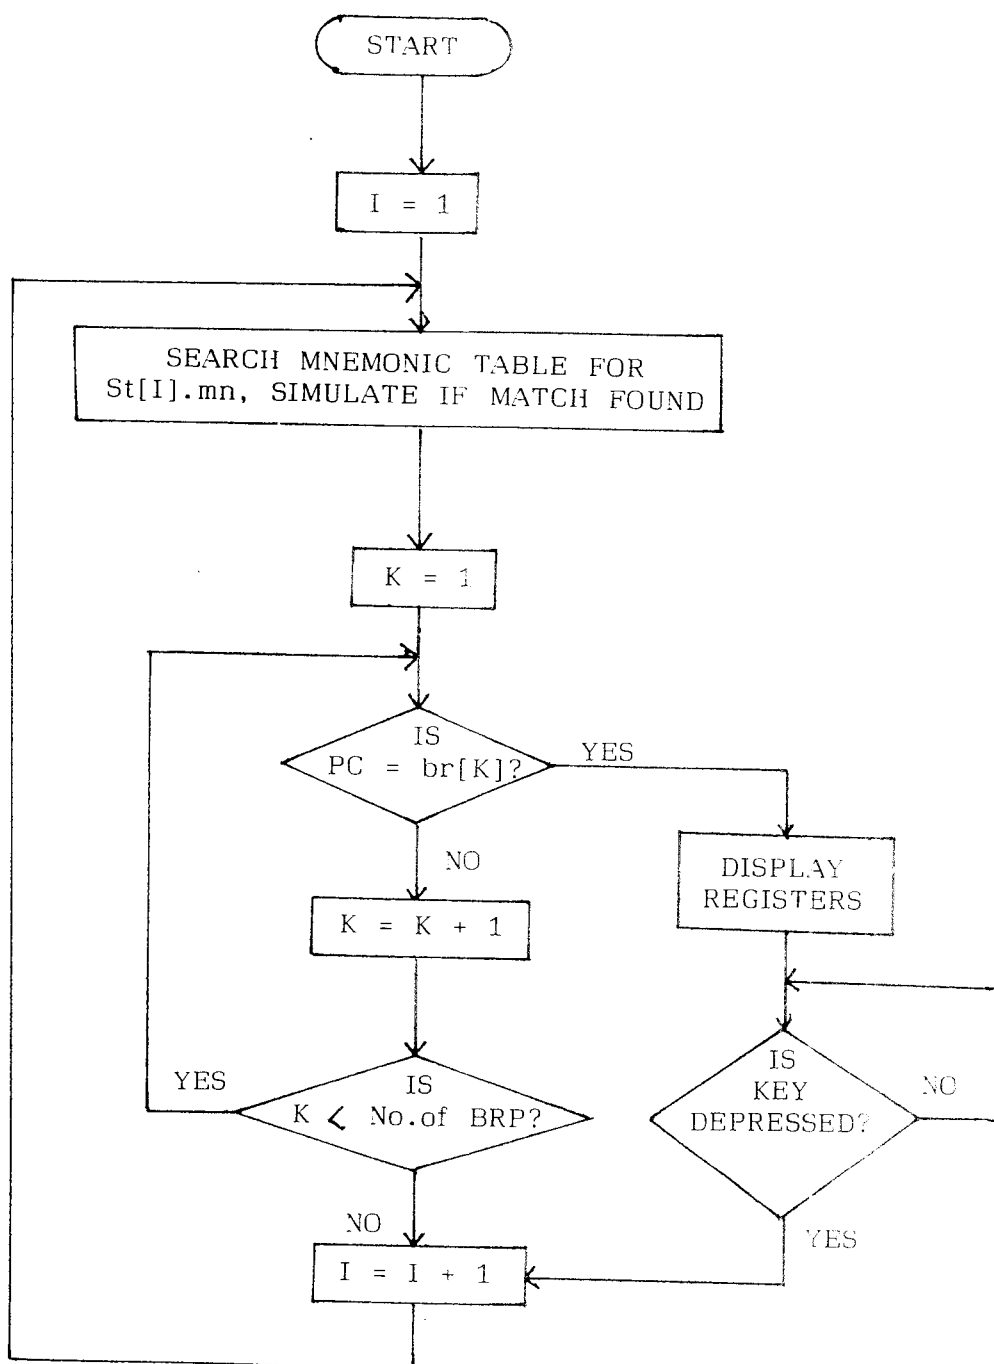 START
I = 1
SEARCH MNEMONIC TABLE FOR
St[I].mn, SIMULATE IF MATCH FOUND
K = 1
IS
PC = br[K]?
YES
NO
DISPLAY
REGISTERS
K = K + 1
YES
IS
K < No.of BRP?
IS
KEY
DEPRESSED?
NO
NO
YES
I = I + 1